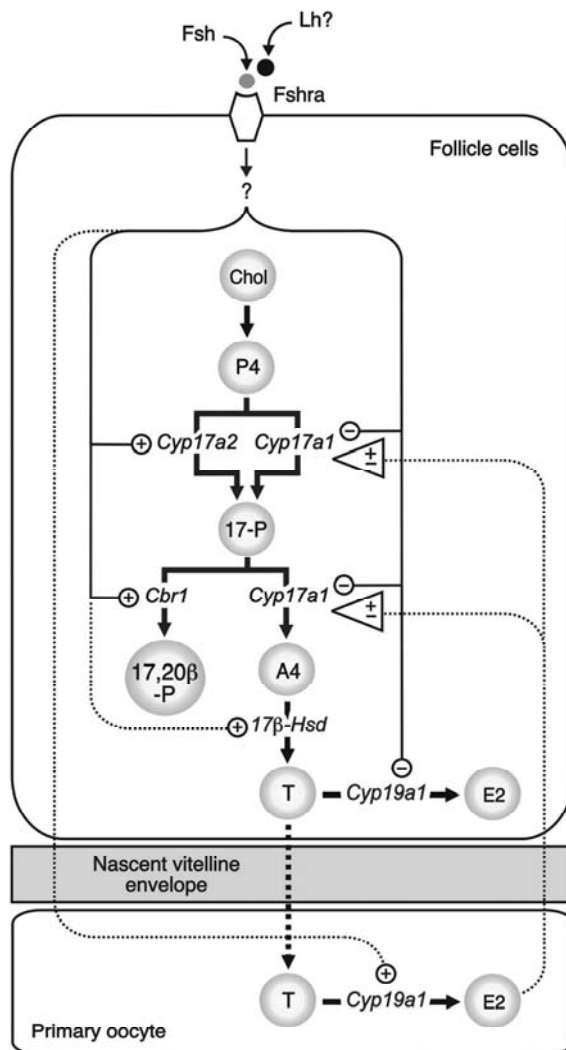 Fsh
Lh?
Fshra
Follicle cells
?
Chol
P4
−
+ Cyp17a2
Cyp17a1
±
17-P
−
+ Cbr1
Cyp17a1
±
17,20β
-P
A4
+ 17β-Hsd
−
T
Cyp19a1
E2
Nascent vitelline
envelope
+
T
Cyp19a1
E2
Primary oocyte